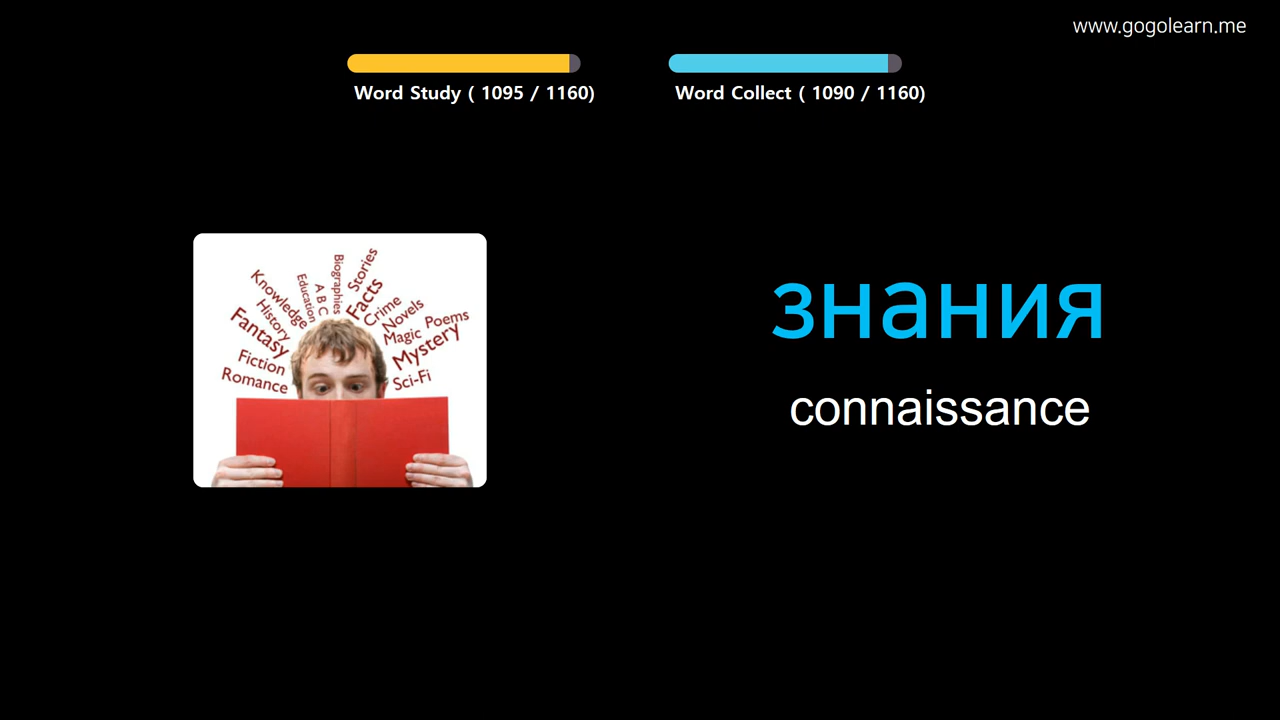 www.gogolearn.me
Word Study ( 1095 / 1160)
Word Collect ( 1090 / 1160)
Biographies
Stories
Knowledge
Education
A B C
Facts
History
Crime
Novels
Fantasy
Magic
Poems
Fiction
Mystery
Romance
Sci-Fi
знания
connaissance